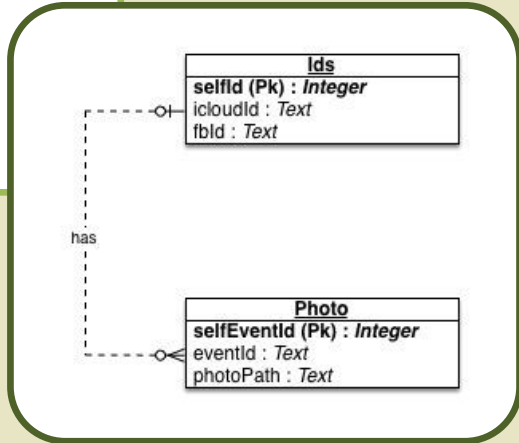 Ids
selfId (Pk) : Integer
icloudId : Text
fbId : Text
has
Photo
selfEventId (Pk) : Integer
eventId : Text
photoPath : Text